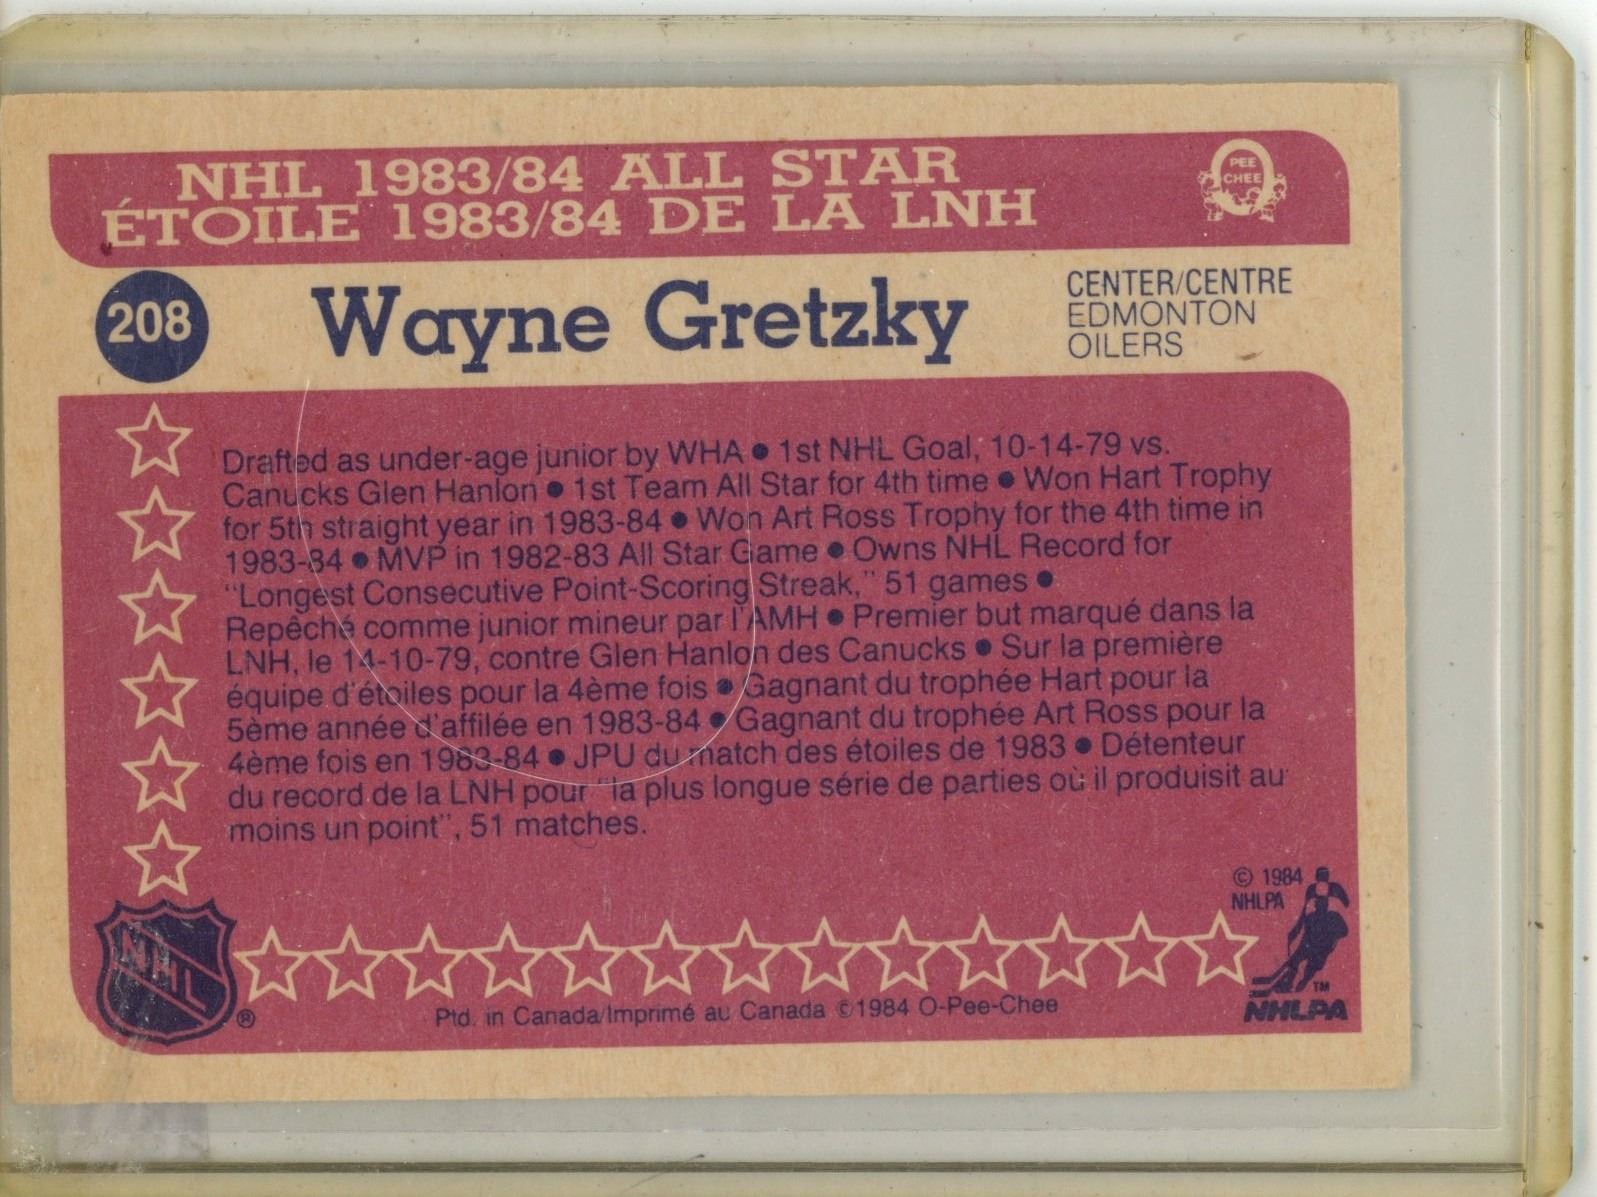 NHL 1983/84 ALL STAR
ÉTOILE 1983/84 DE LA LNH
PEE
CHEE
208
Wayne Gretzky
CENTER/CENTRE
EDMONTON
OILERS
Drafted as under-age junior by WHA ● 1st NHL Goal, 10-14-79 vs.
Canucks Glen Hanlon ● 1st Team All Star for 4th time ● Won Hart Trophy
for 5th straight year in 1983-84 ● Won Art Ross Trophy for the 4th time in
1983-84 ● MVP in 1982-83 All Star Game ● Owns NHL Record for
"Longest Consecutive Point-Scoring Streak," 51 games ●
Repêché comme junior mineur par l'AMH ● Premier but marqué dans la
LNH, le 14-10-79, contre Glen Hanlon des Canucks ● Sur la première
équipe d'étoiles pour la 4ème fois ● Gagnant du trophée Hart pour la
5ème année d'affilée en 1983-84 ● Gagnant du trophée Art Ross pour la
4ème fois en 1983-84 ● JPU du match des étoiles de 1983 ● Détenteur
du record de la LNH pour "la plus longue série de parties où il produisit au
moins un point", 51 matches.
© 1984
NHLPA
NHL
®
Ptd. in Canada/Imprimé au Canada ©1984 O-Pee-Chee
TM
NHLPA